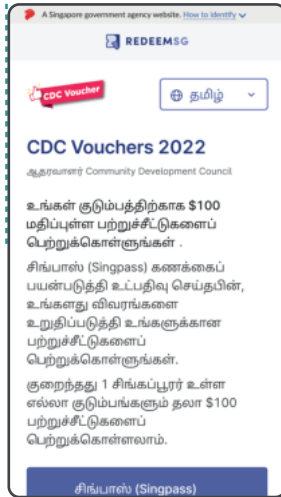 A Singapore government agency website. How to identify
REDEEMSG
CDC Voucher
தமிழ்
CDC Vouchers 2022
ஆதரவாளர் Community Development Council
உங்கள் குடும்பத்திற்காக $100
மதிப்புள்ள பற்றுச்சீட்டுகளைப்
பெற்றுக்கொள்ளுங்கள் .
சிங்பாஸ் (Singpass) கணக்கைப்
பயன்படுத்தி உட்பதிவு செய்தபின்,
உங்களது விவரங்களை
உறுதிப்படுத்தி உங்களுக்கான
பற்றுச்சீட்டுகளைப்
பெற்றுக்கொள்ளுங்கள்.
குறைந்தது 1 சிங்கப்பூரர் உள்ள
எல்லா குடும்பங்களும் தலா $100
பற்றுச்சீட்டுகளைப்
பெற்றுக்கொள்ளலாம்.
சிங்பாஸ் (Singpass)